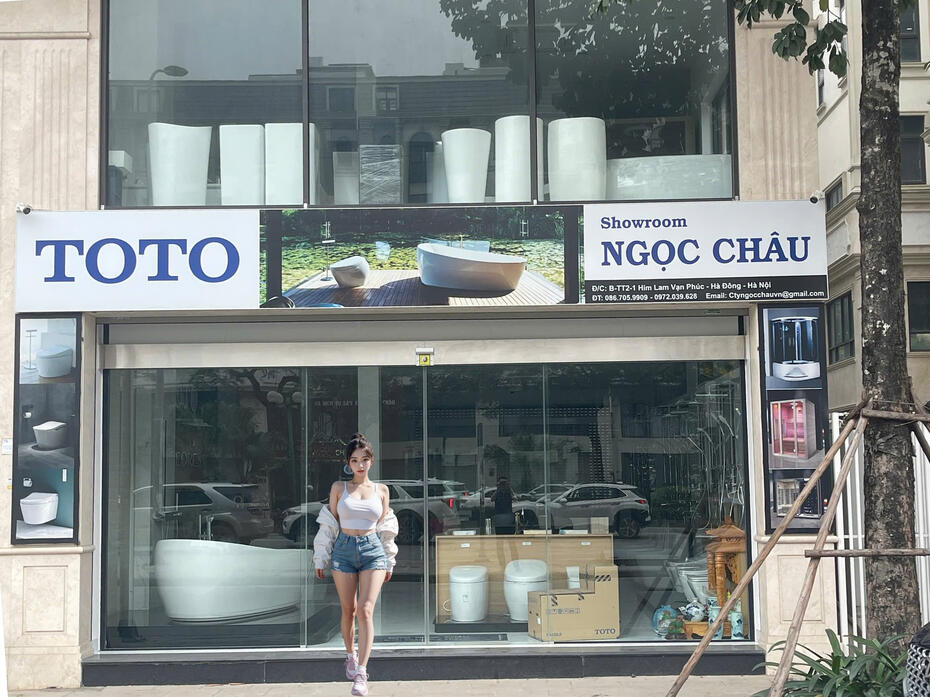 TOTO
Showroom
NGỌC CHÂU
Đ/C: B-TT2-1 Him Lam Vạn Phúc - Hà Đông - Hà Nội
ĐT: 086.705.9909 - 0972.039.628 Email: Ctyngocchauvn@gmail.com
TOTO